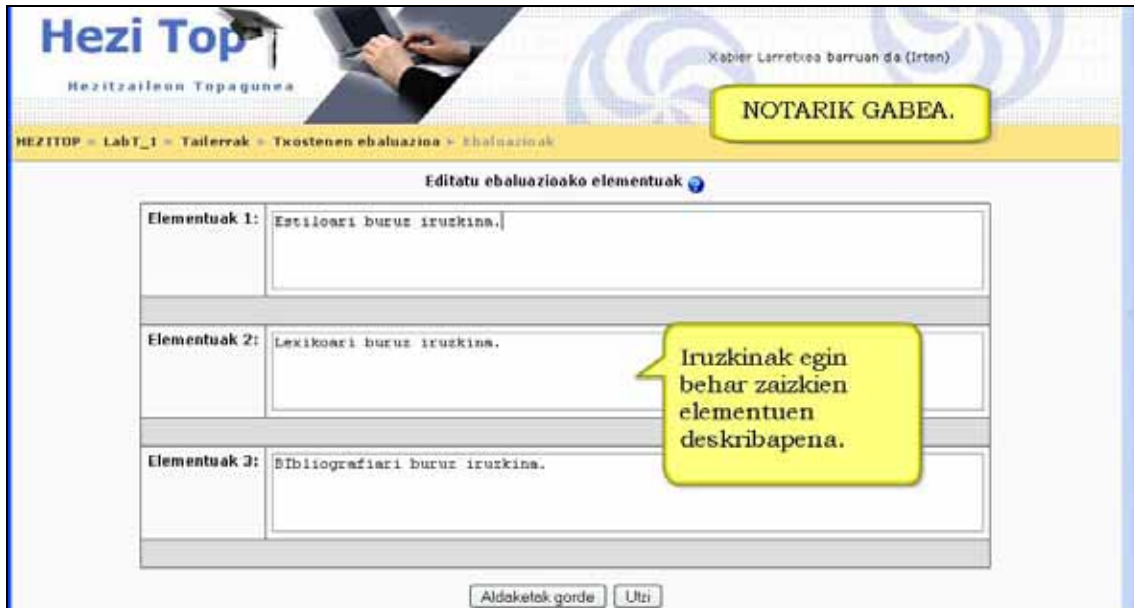 Hezi Top
Hezitzaileon Topagunea
Xabier Larretxea barruan da (Irten)
NOTARIK GABEA.
HEZITOP » LabT_1 » Tailerrak » Txostenen ebaluazioa » Ebaluazioak
Editatu ebaluazioako elementuak
Elementuak 1: Estiloari buruz iruzkina.
Elementuak 2: Lexikoari buruz iruzkina.
Iruzkinak egin
behar zaizkien
elementuen
deskribapena.
Elementuak 3: BIbliografiari buruz iruzkina.
Aldaketak gorde Utzi